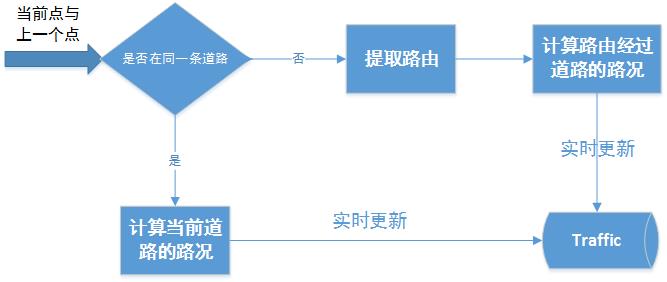 当前点与
上一个点
是否在同一条道路
否
提取路由
计算路由经过
道路的路况
是
实时更新
计算当前道
路的路况
实时更新
Traffic